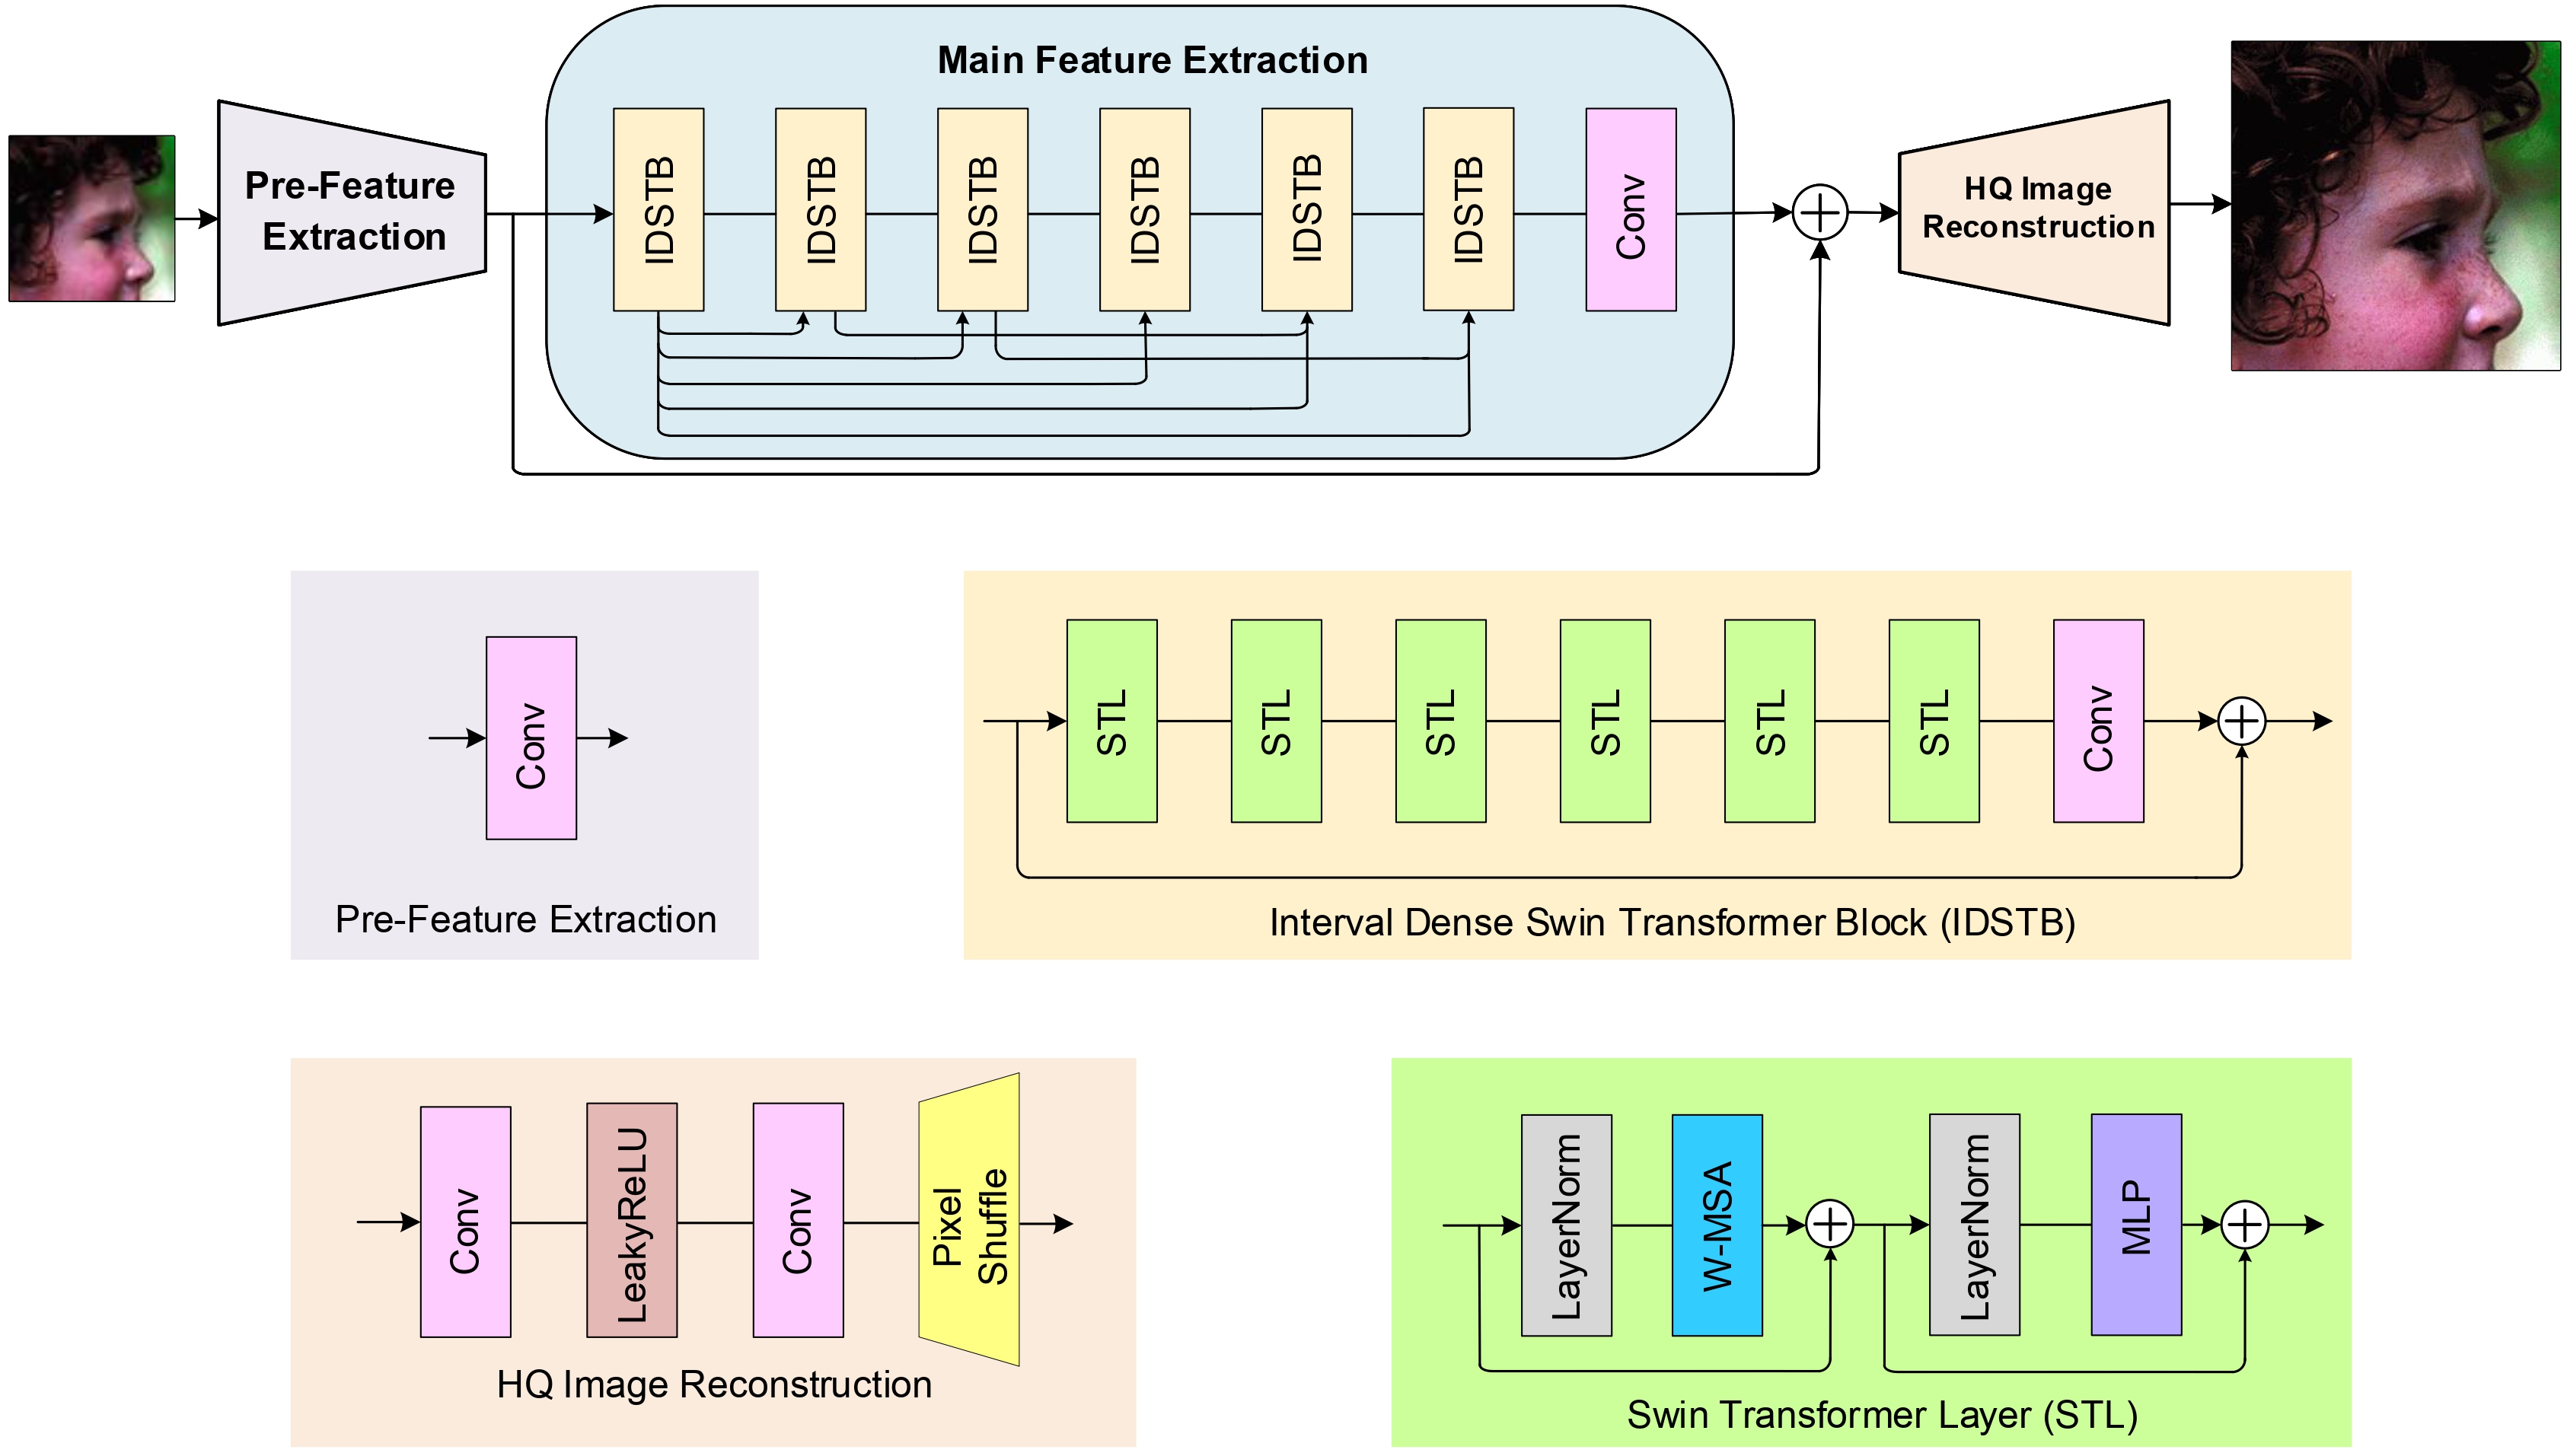 Main Feature Extraction
Pre-Feature
Extraction
IDSTB
IDSTB
IDSTB
IDSTB
IDSTB
IDSTB
Conv
HQ Image
Reconstruction
Conv
Pre-Feature Extraction
STL
STL
STL
STL
STL
STL
Conv
Interval Dense Swin Transformer Block (IDSTB)
Conv
LeakyReLU
Conv
Pixel
Shuffle
HQ Image Reconstruction
LayerNorm
W-MSA
LayerNorm
MLP
Swin Transformer Layer (STL)